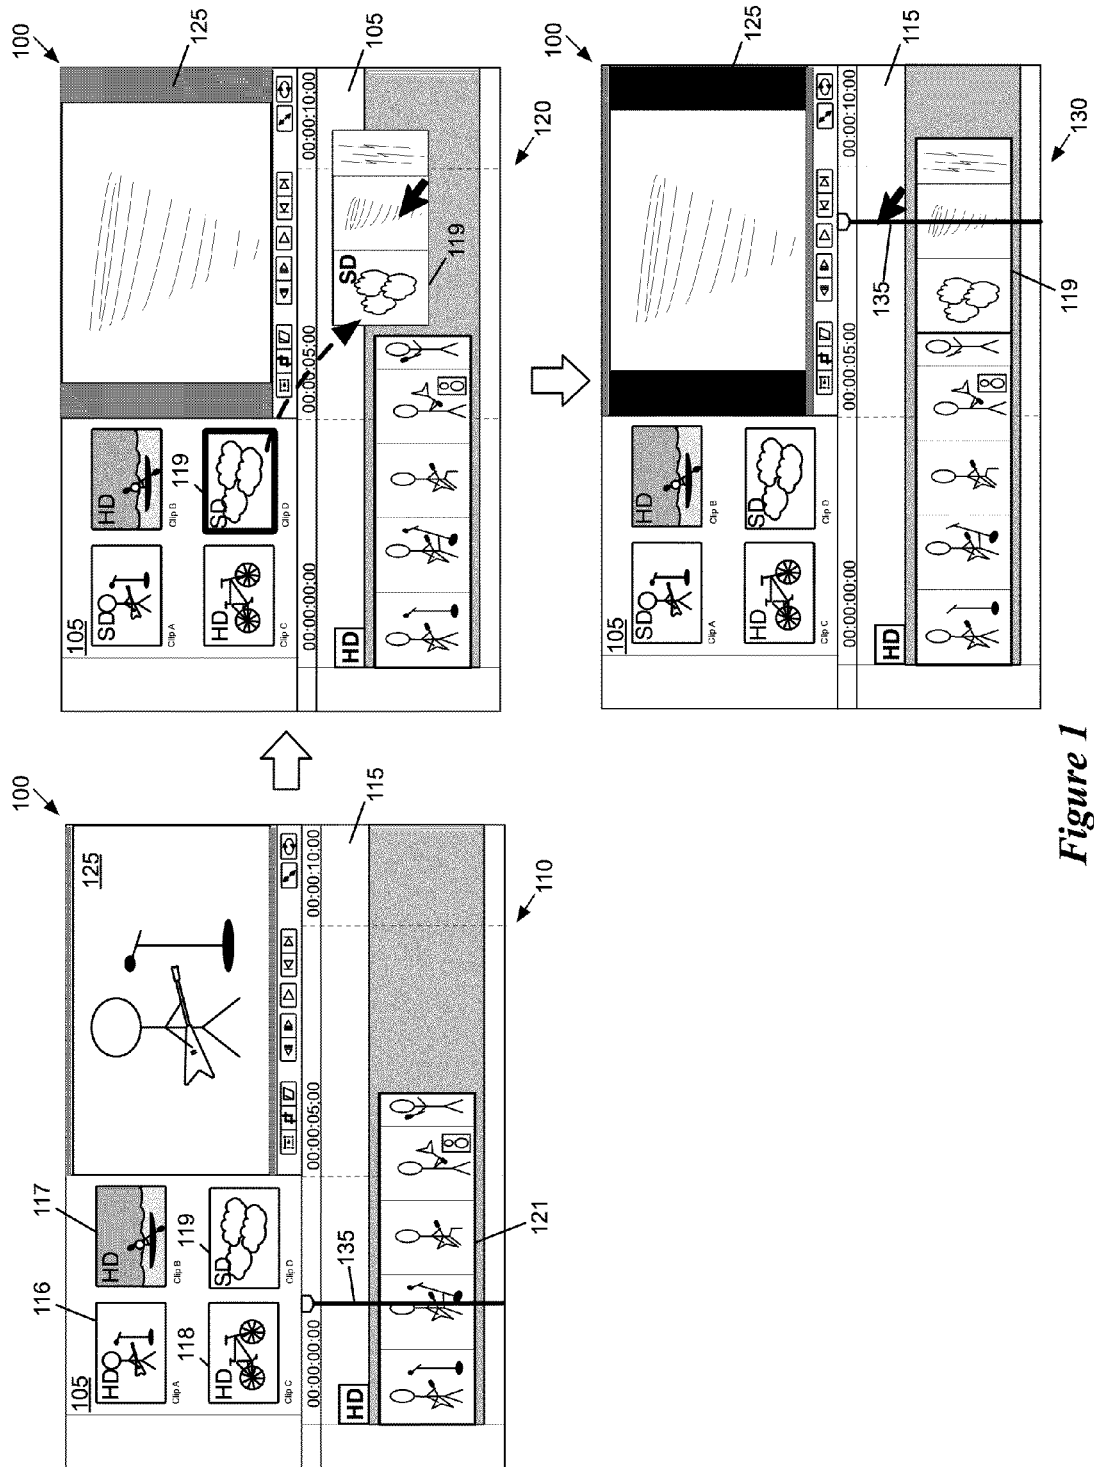 100
105
125
116
117
HD
HD
Clip A
Clip B
118
119
HD
SD
Clip C
Clip D
00:00:00:00
00:00:05:00
00:00:10:00
135
115
HD
121
110
100
105
125
SD
HD
Clip A
Clip B
119
HD
SD
Clip C
Clip D
00:00:00:00
00:00:05:00
00:00:10:00
105
HD
SD
119
120
100
105
125
SD
HD
Clip A
Clip B
HD
SD
Clip C
Clip D
00:00:00:00
00:00:05:00
00:00:10:00
135
115
HD
119
130
Figure 1